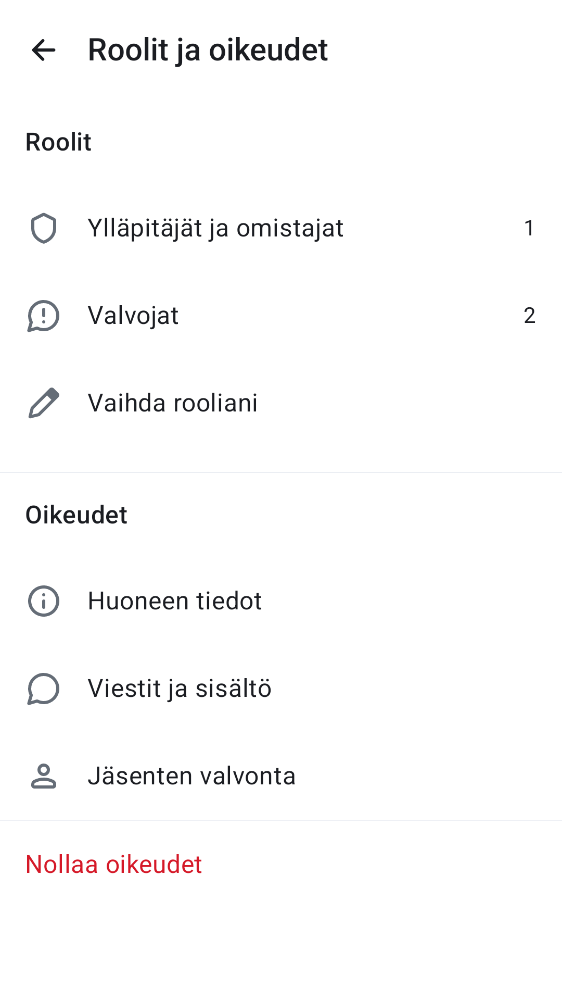 Roolit ja oikeudet
Roolit
Ylläpitäjät ja omistajat 1
Valvojat 2
Vaihda rooliani
Oikeudet
Huoneen tiedot
Viestit ja sisältö
Jäsenten valvonta
Nollaa oikeudet